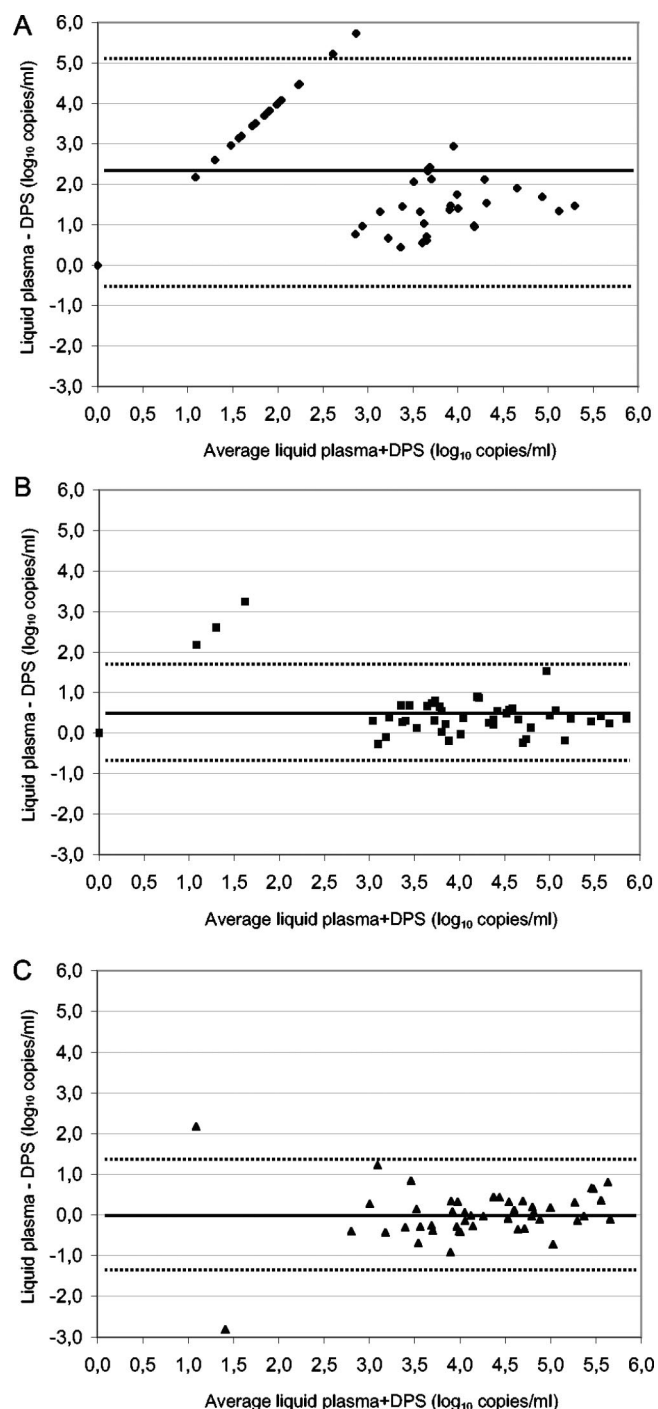 A
Liquid plasma - DPS (log₁₀ copies/ml)
6,0
5,0
4,0
3,0
2,0
1,0
0,0
-1,0
-2,0
-3,0
0,0 0,5 1,0 1,5 2,0 2,5 3,0 3,5 4,0 4,5 5,0 5,5 6,0
Average liquid plasma+DPS (log₁₀ copies/ml)
B
Liquid plasma - DPS (log₁₀ copies/ml)
6,0
5,0
4,0
3,0
2,0
1,0
0,0
-1,0
-2,0
-3,0
0,0 0,5 1,0 1,5 2,0 2,5 3,0 3,5 4,0 4,5 5,0 5,5 6,0
Average liquid plasma+DPS (log₁₀ copies/ml)
C
Liquid plasma - DPS (log₁₀ copies/ml)
6,0
5,0
4,0
3,0
2,0
1,0
0,0
-1,0
-2,0
-3,0
0,0 0,5 1,0 1,5 2,0 2,5 3,0 3,5 4,0 4,5 5,0 5,5 6,0
Average liquid plasma+DPS (log₁₀ copies/ml)